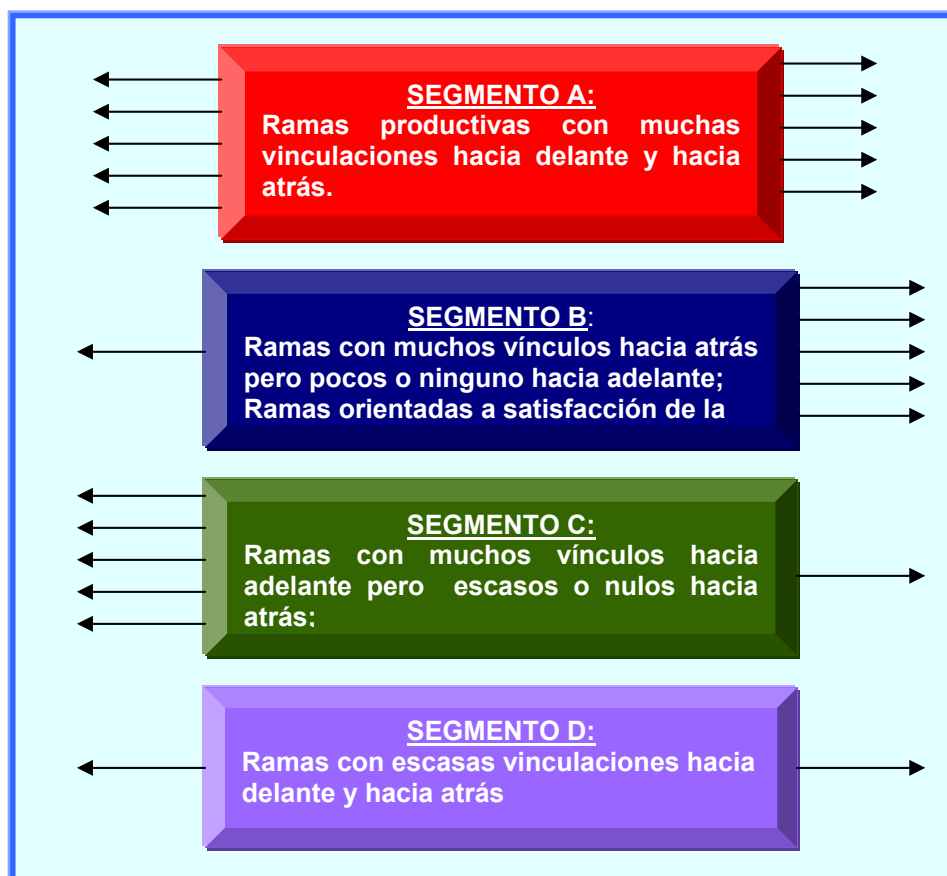 SEGMENTO A:
Ramas productivas con muchas
vinculaciones hacia delante y hacia
atrás.
SEGMENTO B:
Ramas con muchos vínculos hacia atrás
pero pocos o ninguno hacia adelante;
Ramas orientadas a satisfacción de la
SEGMENTO C:
Ramas con muchos vínculos hacia
adelante pero escasos o nulos hacia
atrás;
SEGMENTO D:
Ramas con escasas vinculaciones hacia
delante y hacia atrás